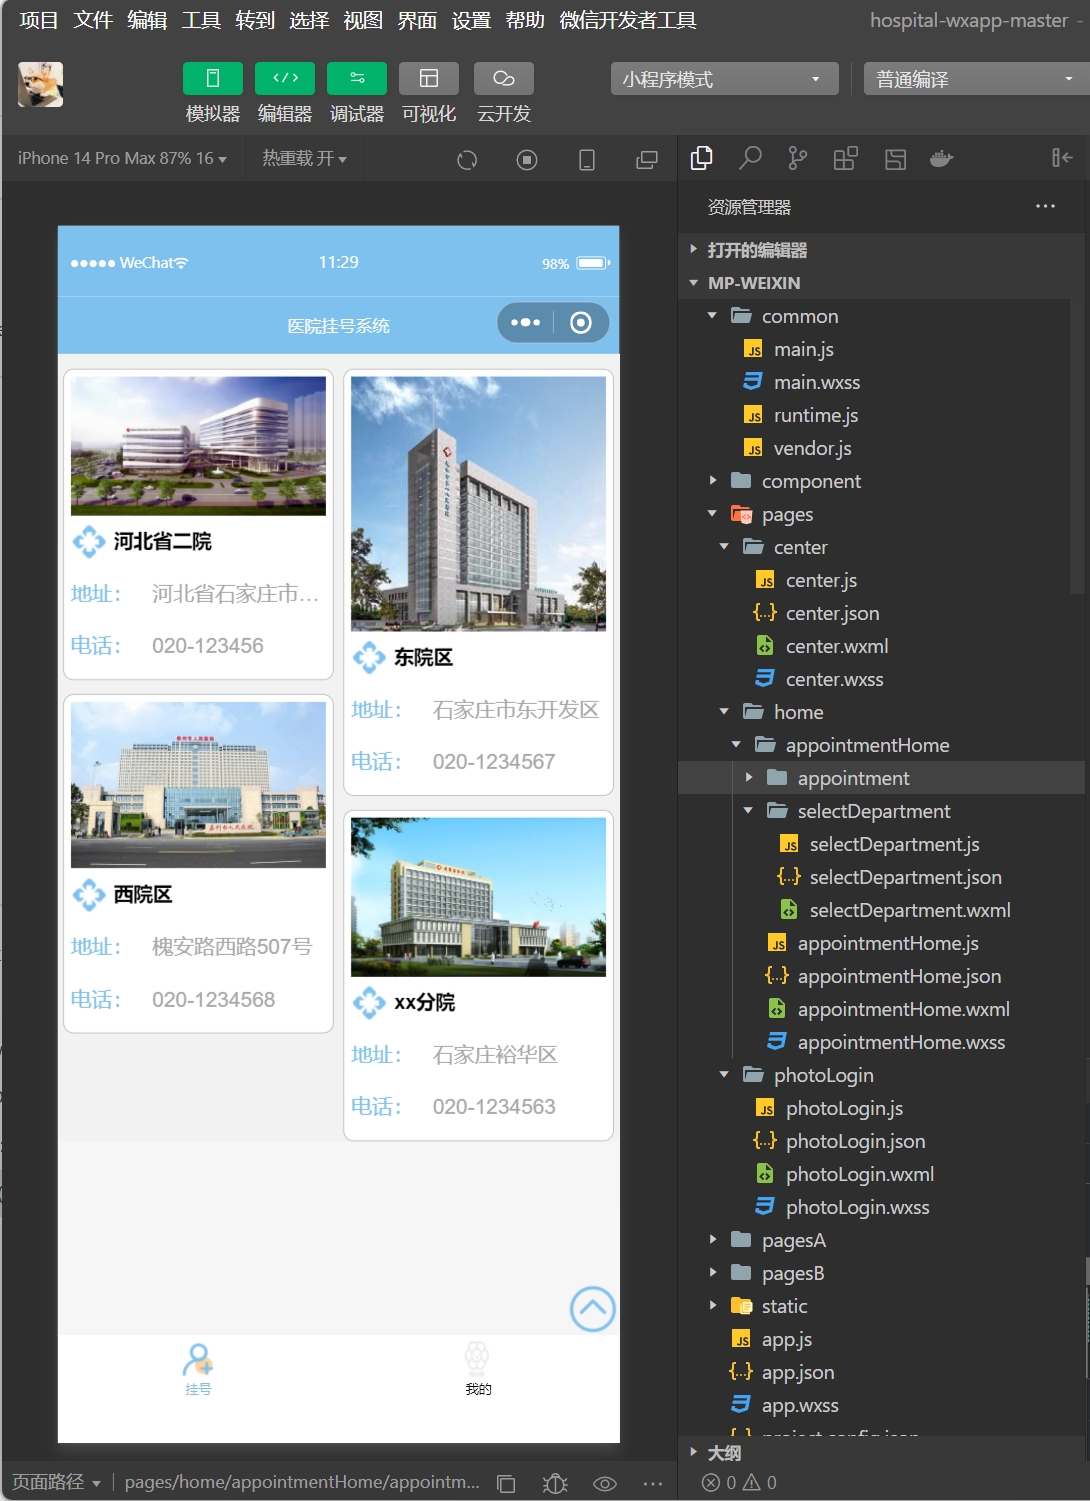 项目 文件 编辑 工具 转到 选择 视图 界面 设置 帮助 微信开发者工具 hospital-wxapp-master -
模拟器 编辑器 调试器 可视化 云开发
小程序模式
普通编译
iPhone 14 Pro Max 87% 16
热重载 开
资源管理器
打开的编辑器
MP-WEIXIN
common
main.js
main.wxss
runtime.js
vendor.js
component
pages
center
center.js
center.json
center.wxml
center.wxss
home
appointmentHome
appointment
selectDepartment
selectDepartment.js
selectDepartment.json
selectDepartment.wxml
appointmentHome.js
appointmentHome.json
appointmentHome.wxml
appointmentHome.wxss
photoLogin
photoLogin.js
photoLogin.json
photoLogin.wxml
photoLogin.wxss
pagesA
pagesB
static
app.js
app.json
app.wxss
project.config.json
大纲
0 0
WeChat 11:29 98%
医院挂号系统
河北省二院
地址： 河北省石家庄市...
电话： 020-123456
东院区
地址： 石家庄市东开发区
电话： 020-1234567
西院区
地址： 槐安路西路507号
电话： 020-1234568
xx分院
地址： 石家庄裕华区
电话： 020-1234563
挂号
我的
页面路径 pages/home/appointmentHome/appointm...